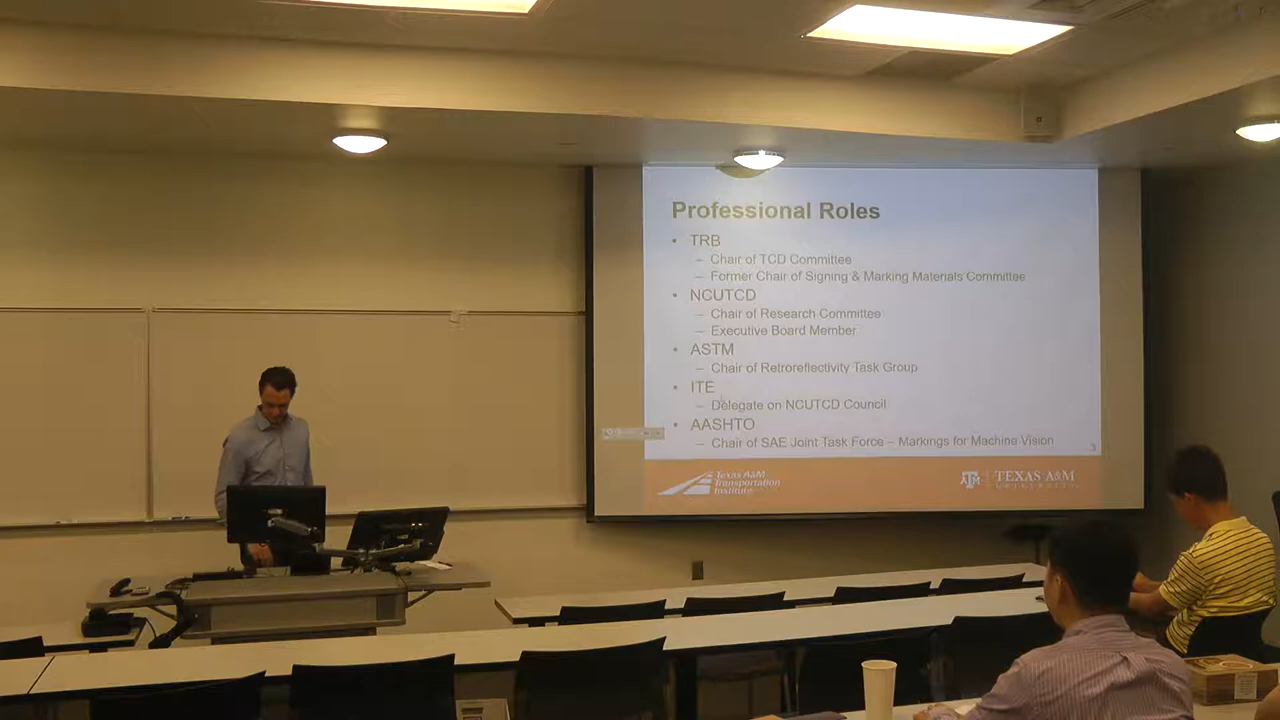 Professional Roles
• TRB
– Chair of TCD Committee
– Former Chair of Signing & Marking Materials Committee
• NCUTCD
– Chair of Research Committee
– Executive Board Member
• ASTM
– Chair of Retroreflectivity Task Group
• ITE
– Delegate on NCUTCD Council
• AASHTO
– Chair of SAE Joint Task Force – Markings for Machine Vision
3
Texas A&M
Transportation
Institute
ATM
TEXAS A&M
UNIVERSITY